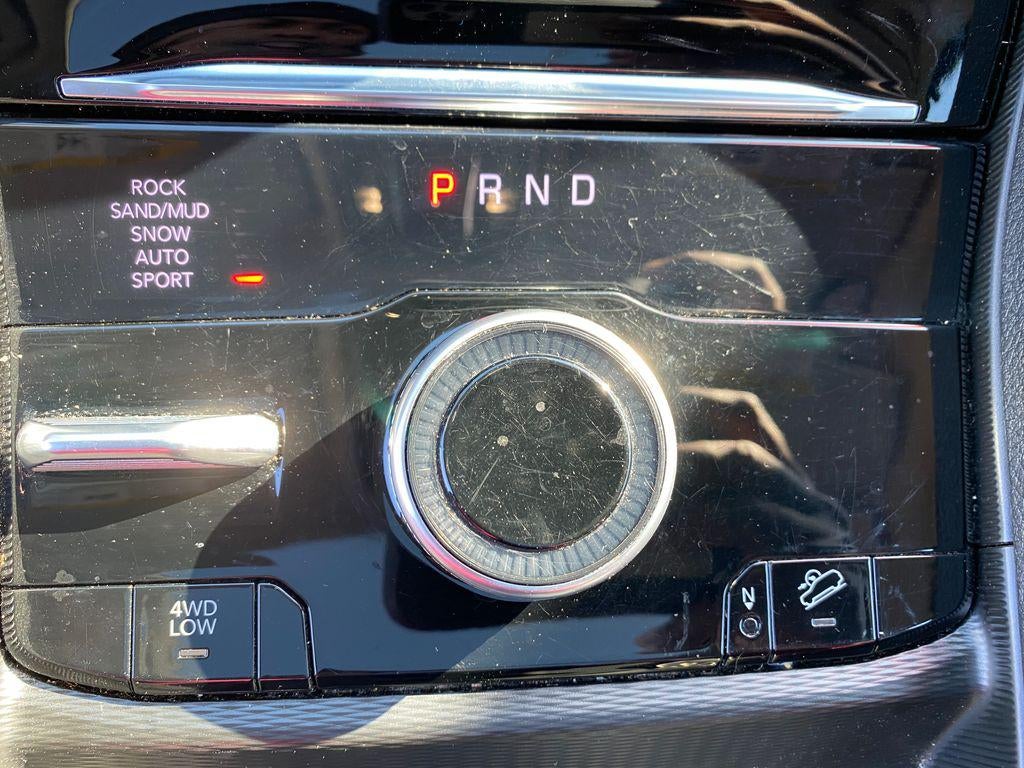 P R N D
ROCK
SAND/MUD
SNOW
AUTO
SPORT
4WD
LOW
N